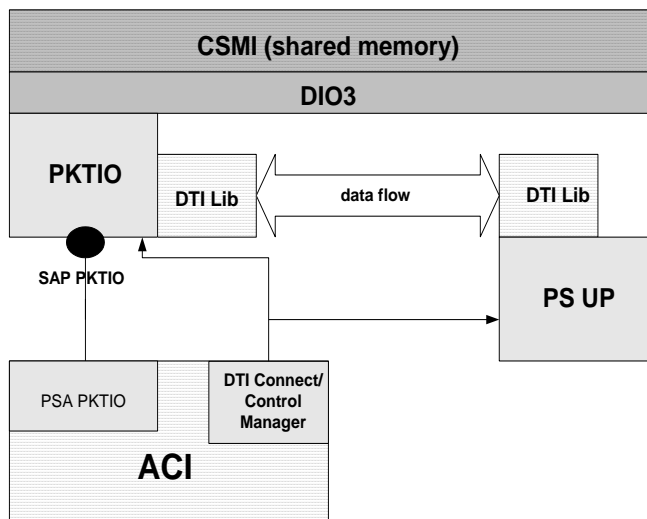 CSMI (shared memory)
DIO3
PKTIO
DTI Lib
data flow
DTI Lib
SAP PKTIO
PS UP
PSA PKTIO
DTI Connect/
Control
Manager
ACI